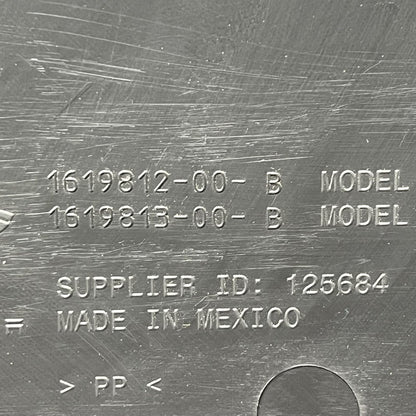 1619812-00- B MODEL
1619813-00- B MODEL
SUPPLIER ID: 125684
= MADE IN MEXICO
> PP <